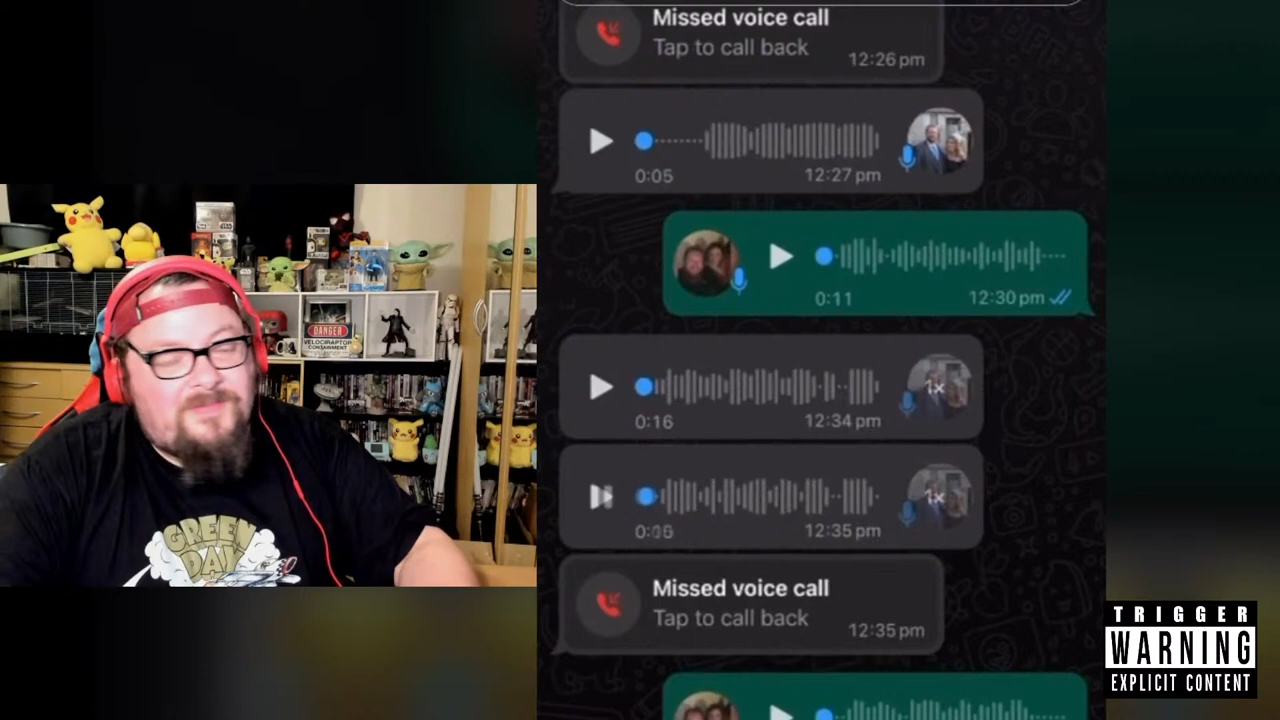 Missed voice call
Tap to call back
12:26 pm
0:05
12:27 pm
0:11
12:30 pm
1×
0:16
12:34 pm
1×
12:35 pm
Missed voice call
Tap to call back
12:35 pm
DANGER
VELOCIRAPTOR
CONTAINMENT
GREEN
DAY
TRIGGER
WARNING
EXPLICIT CONTENT